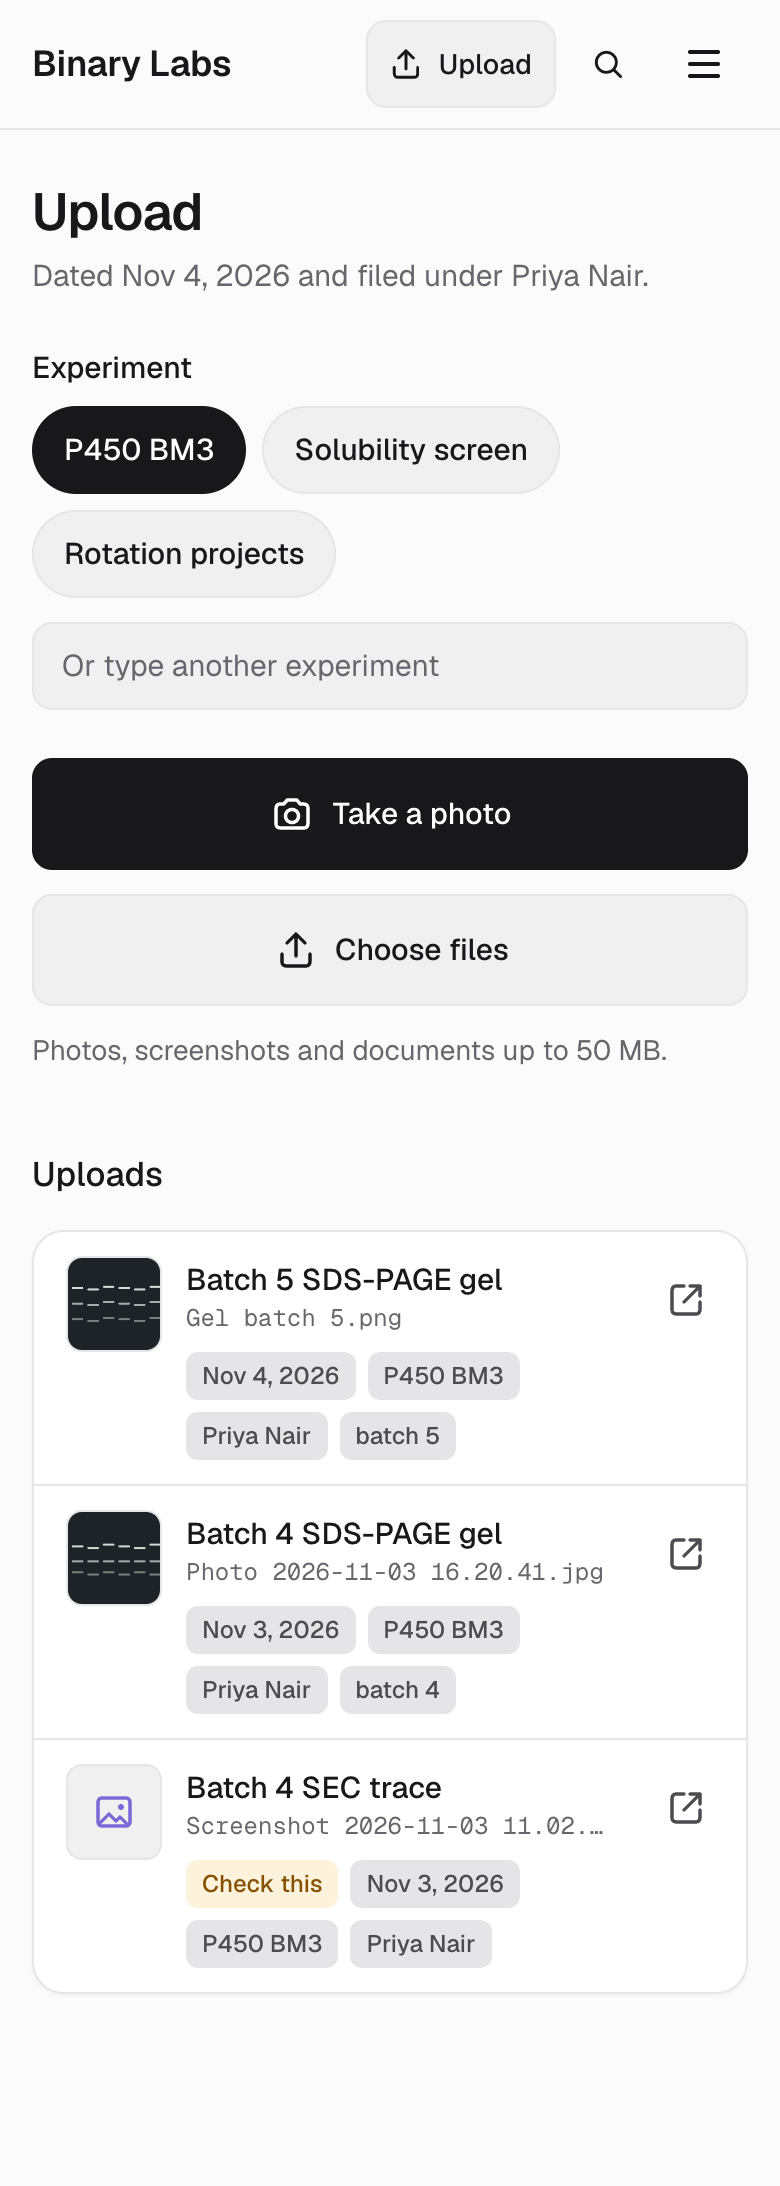 Binary Labs
Upload
Upload
Dated Nov 4, 2026 and filed under Priya Nair.
Experiment
P450 BM3
Solubility screen
Rotation projects
Or type another experiment
Take a photo
Choose files
Photos, screenshots and documents up to 50 MB.
Uploads
Batch 5 SDS-PAGE gel
Gel batch 5.png
Nov 4, 2026
P450 BM3
Priya Nair
batch 5
Batch 4 SDS-PAGE gel
Photo 2026-11-03 16.20.41.jpg
Nov 3, 2026
P450 BM3
Priya Nair
batch 4
Batch 4 SEC trace
Screenshot 2026-11-03 11.02.…
Check this
Nov 3, 2026
P450 BM3
Priya Nair